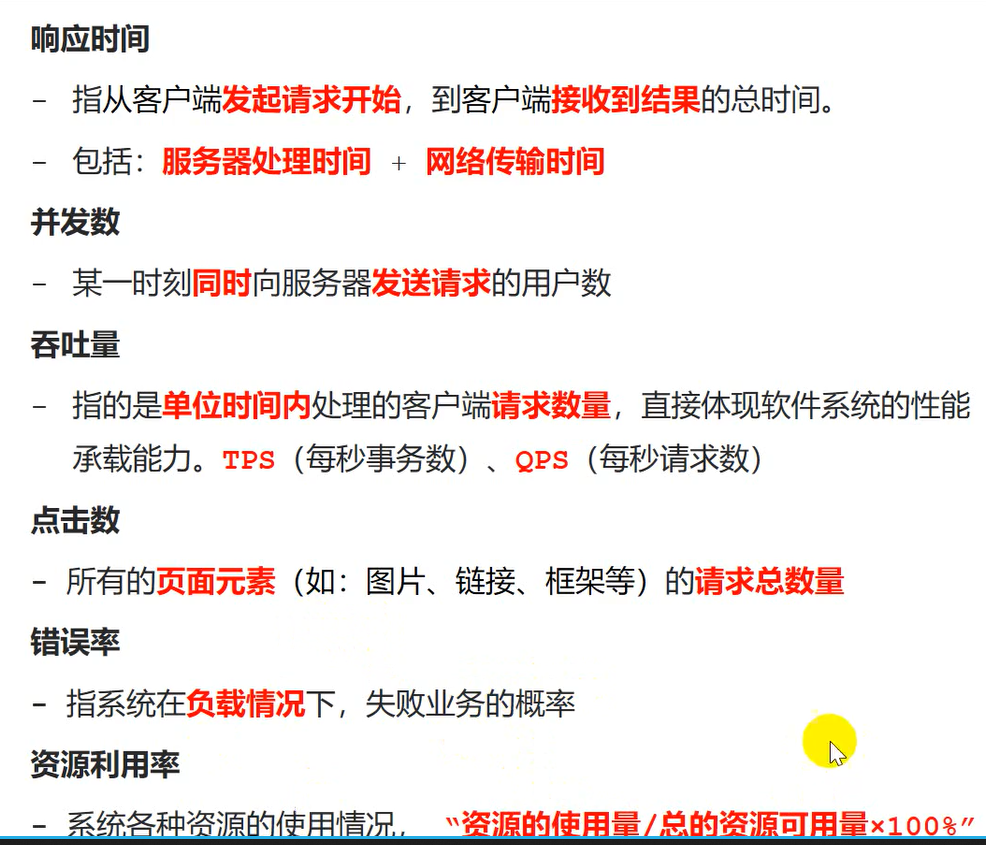 响应时间
– 指从客户端发起请求开始，到客户端接收到结果的总时间。
– 包括：服务器处理时间 + 网络传输时间
并发数
– 某一时刻同时向服务器发送请求的用户数
吞吐量
– 指的是单位时间内处理的客户端请求数量，直接体现软件系统的性能
承载能力。TPS（每秒事务数）、QPS（每秒请求数）
点击数
– 所有的页面元素（如：图片、链接、框架等）的请求总数量
错误率
– 指系统在负载情况下，失败业务的概率
资源利用率
– 系统各种资源的使用情况， “资源的使用量/总的资源可用量×100%”